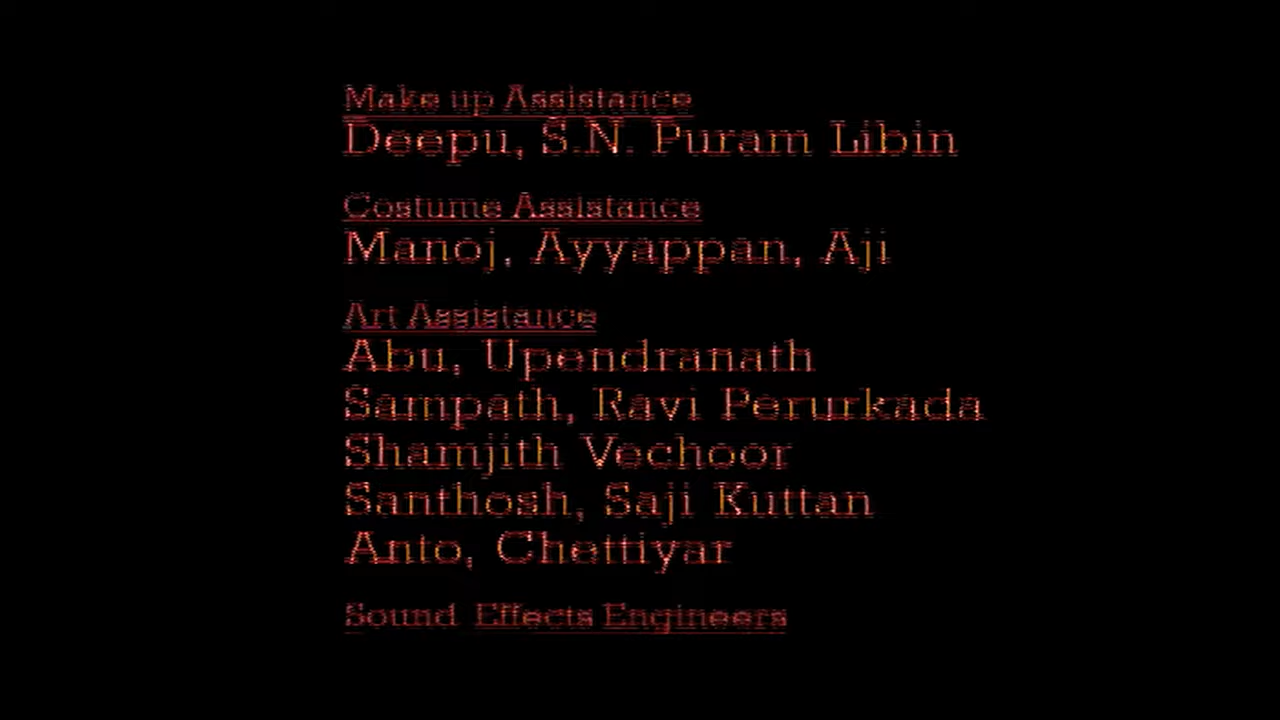 Make up Assistance
Deepu, S.N. Puram Libin
Costume Assistance
Manoj, Ayyappan, Aji
Art Assistance
Abu, Upendranath
Sampath, Ravi Perurkada
Shamjith Vechoor
Santhosh, Saji Kuttan
Anto, Chettiyar
Sound Effects Engineers